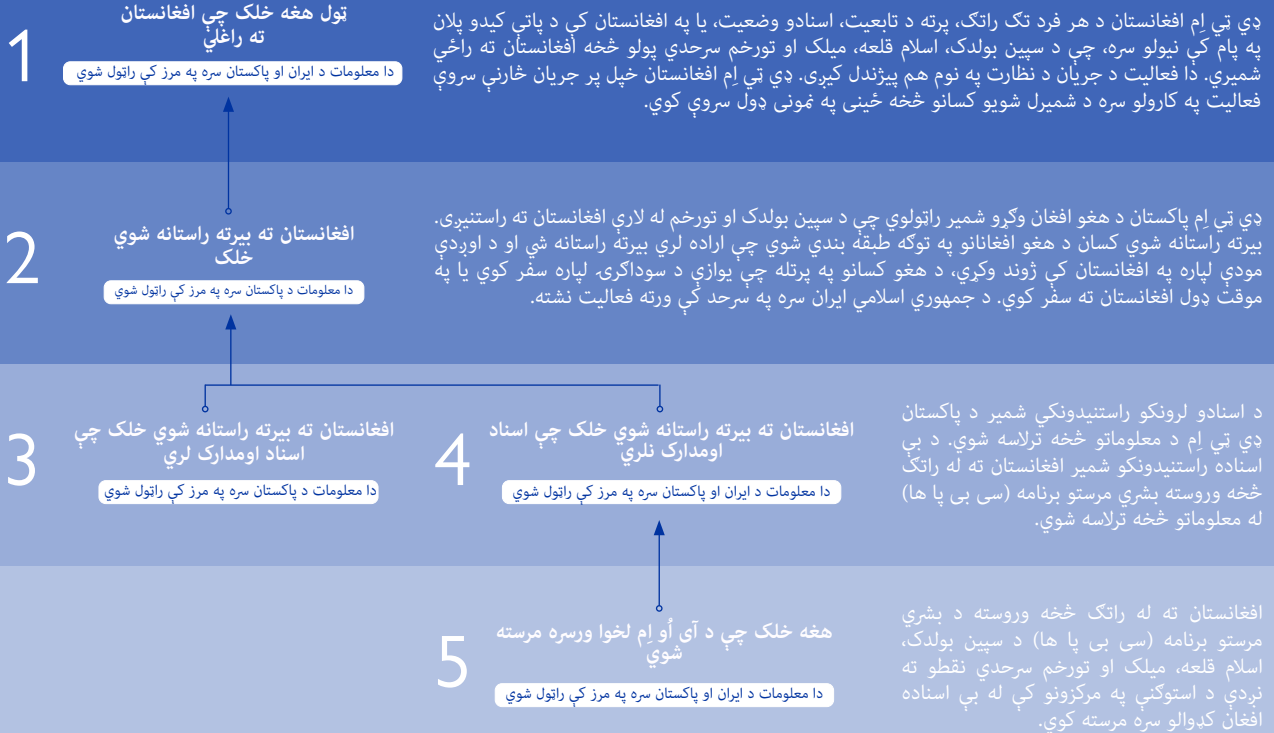 1
ټول هغه خلک چې افغانستان
ته راغلي
دا معلومات د ایران او پاکستان سره په مرز کې راټول شوي
ډي ټي اِم افغانستان د هر فرد تګ راتګ، پرته د تابعیت، اسنادو وضعیت، یا په افغانستان کې د پاتې کیدو پلان
په پام کې نیولو سره، چې د سپین بولدک، اسلام قلعه، میلک او تورخم سرحدي پولو څخه افغانستان ته راځي
شمیري. دا فعالیت د جریان د نظارت په نوم هم پیژندل کیږی. ډي ټي اِم افغانستان خپل پر جریان څارنې سروې
فعالیت په کارولو سره د شمیرل شویو کسانو څخه ځینی په نمونی ډول سروې کوي.
2
افغانستان ته بیرته راستانه شوي
خلک
دا معلومات د پاکستان سره په مرز کې راټول شوي
ډي ټي اِم پاکستان د هغو افغان وګړو شمیر راټولوي چې د سپین بولدک او تورخم له لارې افغانستان ته راستنیږی.
بیرته راستانه شوي کسان د هغو افغانانو په توګه طبقه بندي شوي چې اراده لري بیرته راستانه شي او د اوږدې
مودې لپاره په افغانستان کې ژوند وکړي، د هغو کسانو په پرتله چې یوازې د سوداګرۍ لپاره سفر کوي یا په
موقت ډول افغانستان ته سفر کوي. د جمهوري اسلامي ایران سره په سرحد کې ورته فعالیت نشته.
3
افغانستان ته بیرته راستانه شوي خلک چې
اسناد اومدارک لري
دا معلومات د پاکستان سره په مرز کې راټول شوي
4
افغانستان ته بیرته راستانه شوي خلک چې اسناد
اومدارک نلري
دا معلومات د ایران او پاکستان سره په مرز کې راټول شوي
د اسنادو لرونکو راستنیدونکي شمیر د پاکستان
ډي ټي اِم د معلوماتو څخه ترلاسه شوي. د بې
اسناده راستنیدونکو شمیر افغانستان ته له راتګ
څخه وروسته بشري مرستو برنامه (سی بی پا ها)
له معلوماتو څخه ترلاسه شوي.
5
هغه خلک چې د آی اُو اِم لخوا ورسره مرسته
شوې
دا معلومات د ایران او پاکستان سره په مرز کې راټول شوي
افغانستان ته له راتګ څخه وروسته د بشري
مرستو برنامه (سی بی پا ها) د سپین بولدک،
اسلام قلعه، میلک او تورخم سرحدي نقطو ته
نږدې د استوګنې په مرکزونو کې له بې اسناده
افغان کډوالو سره مرسته کوي.